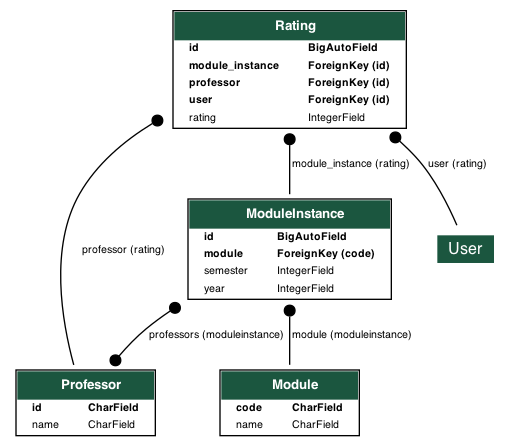 Rating
id BigAutoField
module_instance ForeignKey (id)
professor ForeignKey (id)
user ForeignKey (id)
rating IntegerField
module_instance (rating)
user (rating)
ModuleInstance
id BigAutoField
module ForeignKey (code)
semester IntegerField
year IntegerField
User
professor (rating)
professors (moduleinstance)
module (moduleinstance)
Professor
id CharField
name CharField
Module
code CharField
name CharField